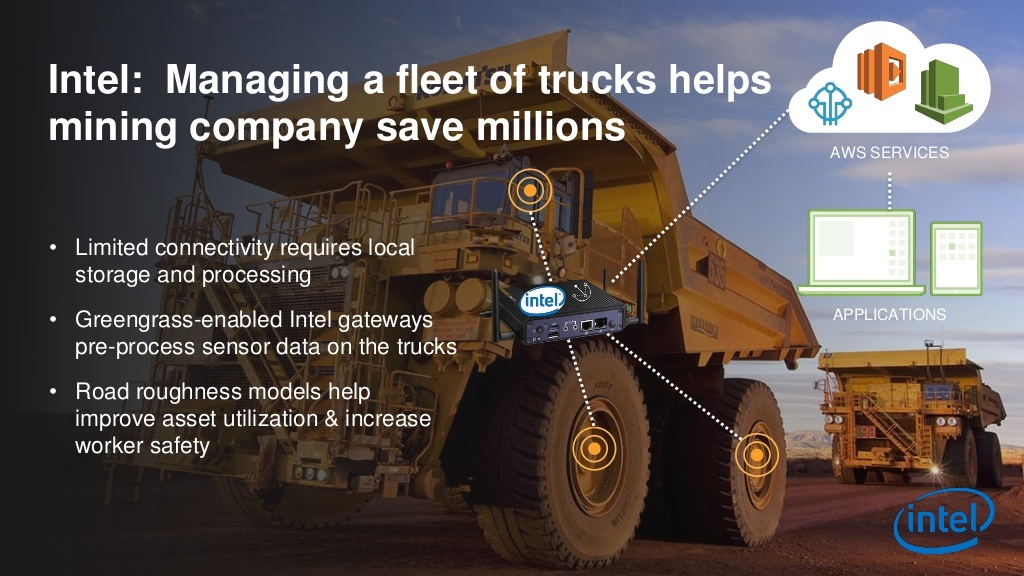 Intel: Managing a fleet of trucks helps
mining company save millions
AWS SERVICES
• Limited connectivity requires local
storage and processing
• Greengrass-enabled Intel gateways
pre-process sensor data on the trucks
• Road roughness models help
improve asset utilization & increase
worker safety
intel
APPLICATIONS
intel